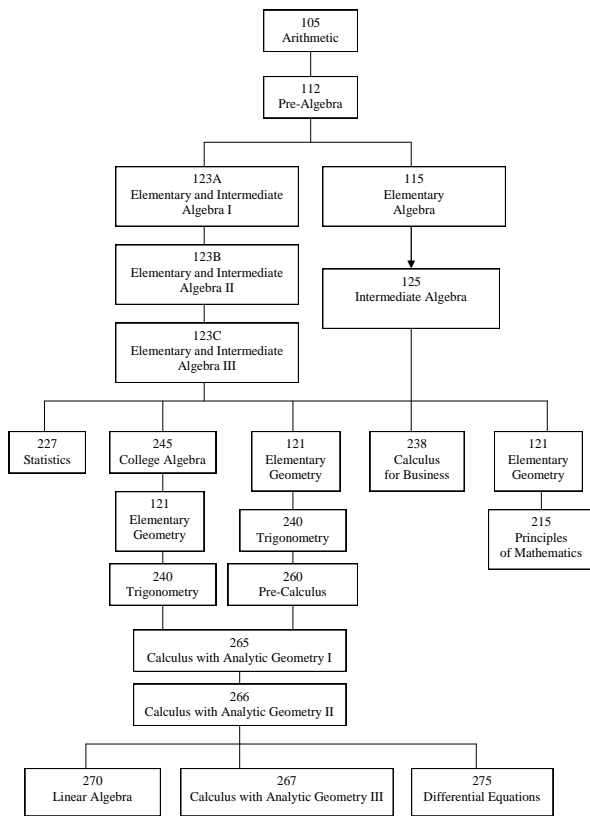 105
Arithmetic
112
Pre-Algebra
123A
Elementary and Intermediate
Algebra I
115
Elementary
Algebra
123B
Elementary and Intermediate
Algebra II
125
Intermediate Algebra
123C
Elementary and Intermediate
Algebra III
227
Statistics
245
College Algebra
121
Elementary
Geometry
238
Calculus
for Business
121
Elementary
Geometry
121
Elementary
Geometry
240
Trigonometry
215
Principles
of Mathematics
240
Trigonometry
260
Pre-Calculus
265
Calculus with Analytic Geometry I
266
Calculus with Analytic Geometry II
270
Linear Algebra
267
Calculus with Analytic Geometry III
275
Differential Equations